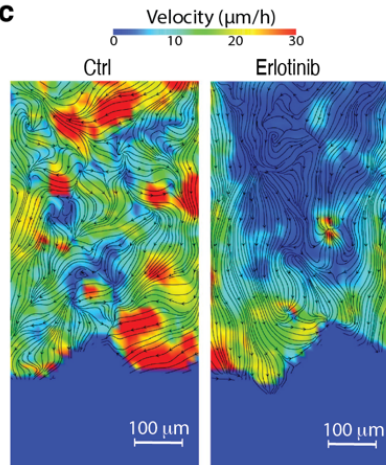 c
Velocity (μm/h)
0 10 20 30
Ctrl Erlotinib
100 μm 100 μm